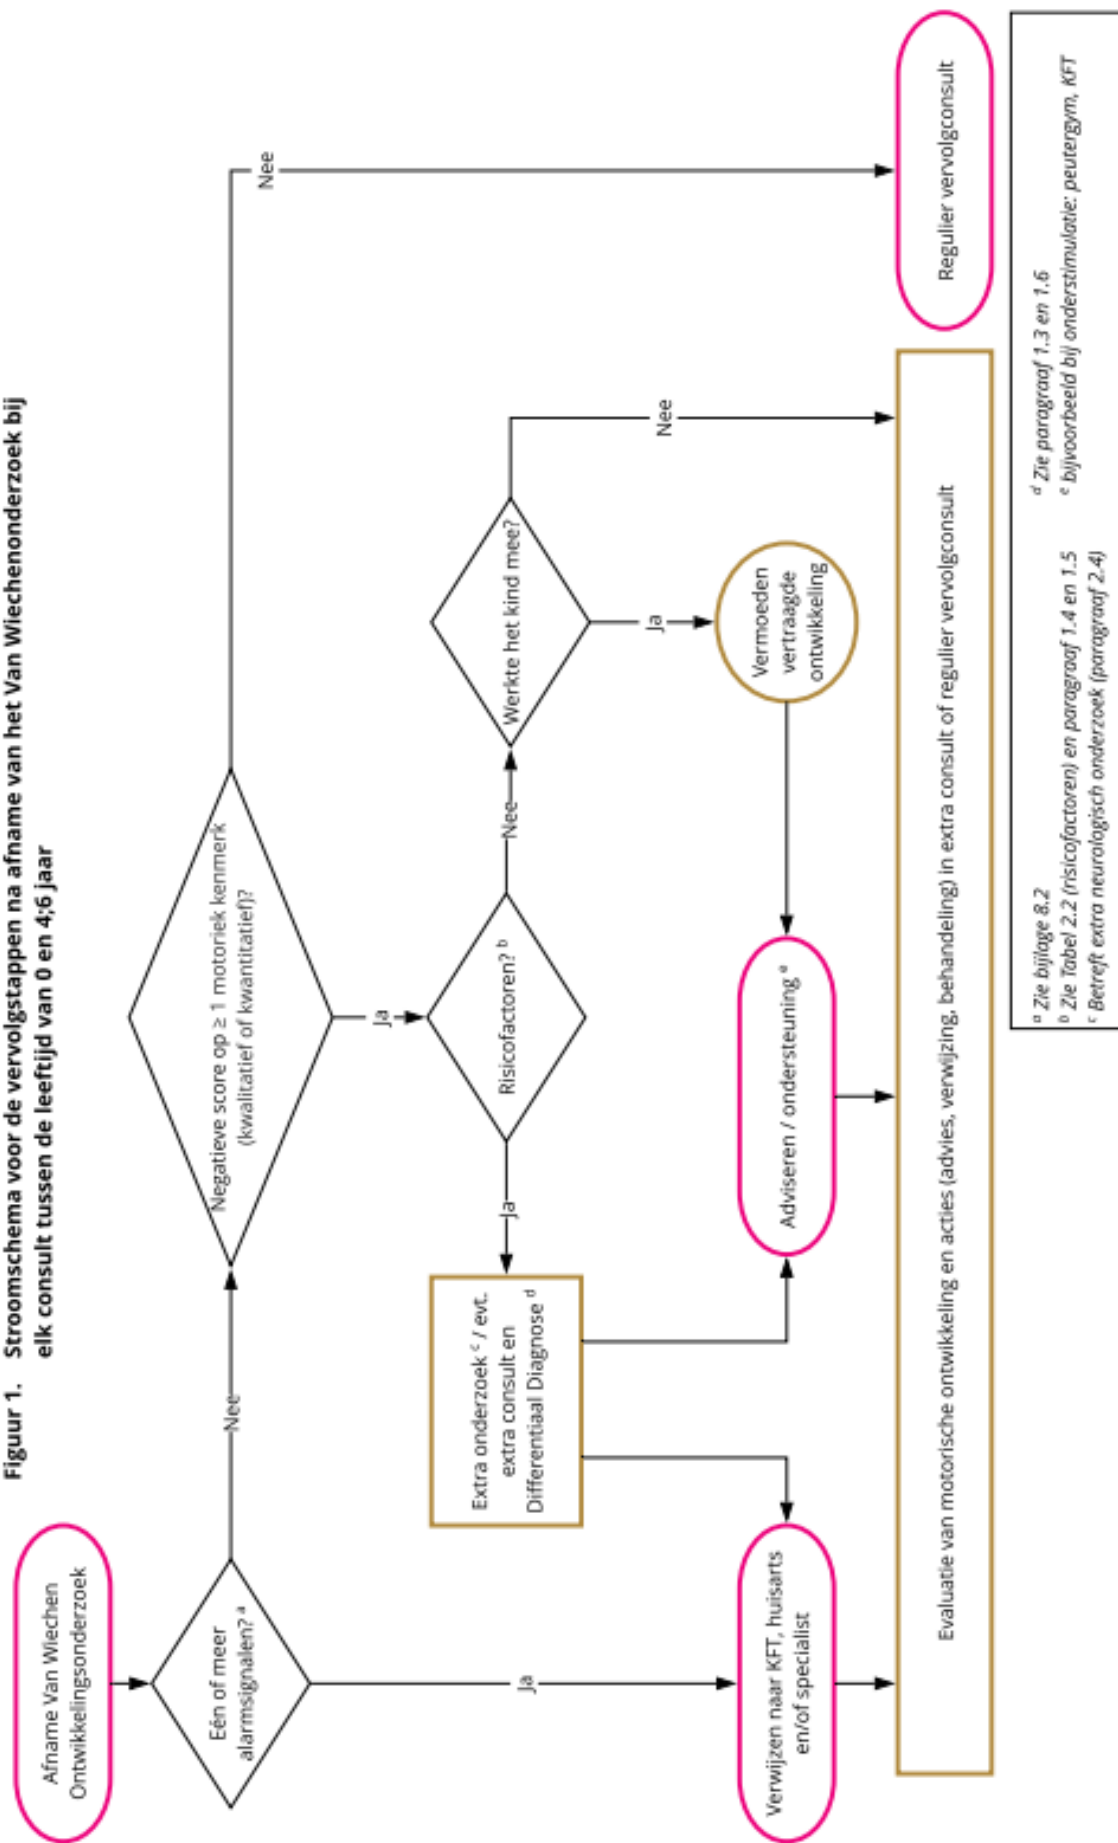 Figuur 1. Stroomschema voor de vervolgstappen na afname van het Van Wiechenonderzoek bij
elk consult tussen de leeftijd van 0 en 4;6 jaar
Afname Van Wiechen
Ontwikkelingsonderzoek
Eén of meer
alarmsignalen? a
Nee
Ja
Negatieve score op ≥ 1 motoriek kenmerk
(kwalitatief of kwantitatief)?
Nee
Ja
Risicofactoren? b
Ja
Nee
Werkte het kind mee?
Nee
Ja
Extra onderzoek c / evt.
extra consult en
Differentiaal Diagnose d
Vermoeden
vertraagde
ontwikkeling
Verwijzen naar KFT, huisarts
en/of specialist
Adviseren / ondersteuning e
Evaluatie van motorische ontwikkeling en acties (advies, verwijzing, behandeling) in extra consult of regulier vervolgconsult
Regulier vervolgconsult
a Zie bijlage 8.2
b Zie Tabel 2.2 (risicofactoren) en paragraaf 1.4 en 1.5
c Betreft extra neurologisch onderzoek (paragraaf 2.4)
d Zie paragraaf 1.3 en 1.6
e bijvoorbeeld bij onderstimulatie: peutergym, KFT